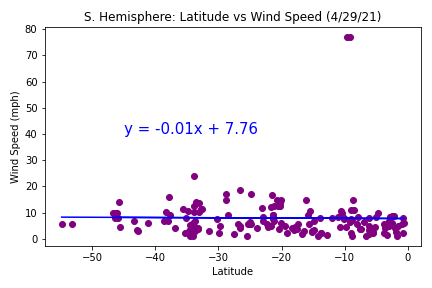 S. Hemisphere: Latitude vs Wind Speed (4/29/21)
80
70
60
50
40
30
20
10
0
Wind Speed (mph)
y = -0.01x + 7.76
−50 −40 −30 −20 −10 0
Latitude